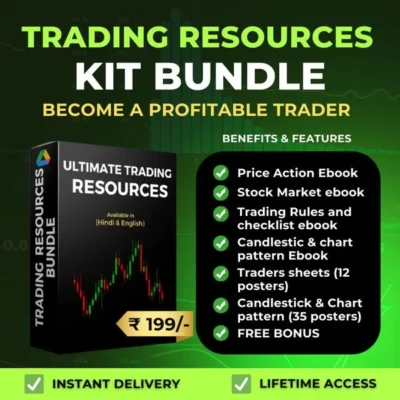 TRADING RESOURCES
KIT BUNDLE
BECOME A PROFITABLE TRADER
BENEFITS & FEATURES
TRADING RESOURCES
BUNDLE
ULTIMATE TRADING
RESOURCES
Available in
(Hindi & English)
₹ 199/-
Price Action Ebook
Stock Market ebook
Trading Rules and
checklist ebook
Candlestic & chart
pattern Ebook
Traders sheets (12
posters)
Candlestick & Chart
pattern (35 posters)
FREE BONUS
INSTANT DELIVERY
LIFETIME ACCESS